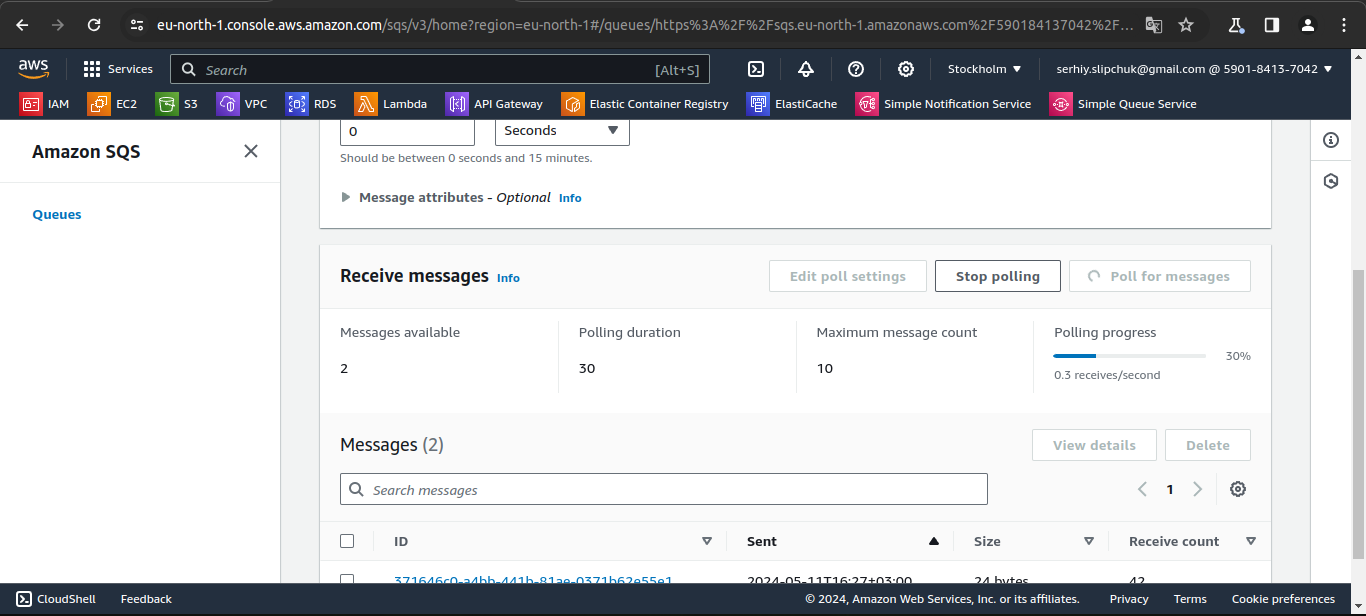 eu-north-1.console.aws.amazon.com/sqs/v3/home?region=eu-north-1#/queues/https%3A%2F%2Fsqs.eu-north-1.amazonaws.com%2F590184137042%2F...
aws Services Search [Alt+S] Stockholm serhiy.slipchuk@gmail.com @ 5901-8413-7042
IAM EC2 S3 VPC RDS Lambda API Gateway Elastic Container Registry ElastiCache Simple Notification Service Simple Queue Service
Amazon SQS
Queues
0 Seconds
Should be between 0 seconds and 15 minutes.
Message attributes - Optional Info
Receive messages Info Edit poll settings Stop polling Poll for messages
Messages available Polling duration Maximum message count Polling progress
30%
2 30 10
0.3 receives/second
Messages (2) View details Delete
Search messages 1
ID Sent Size Receive count
371646c0-a4bb-441b-81ae-0371b62e55e1 2024-05-11T16:27+03:00 24 bytes 42
CloudShell Feedback © 2024, Amazon Web Services, Inc. or its affiliates. Privacy Terms Cookie preferences